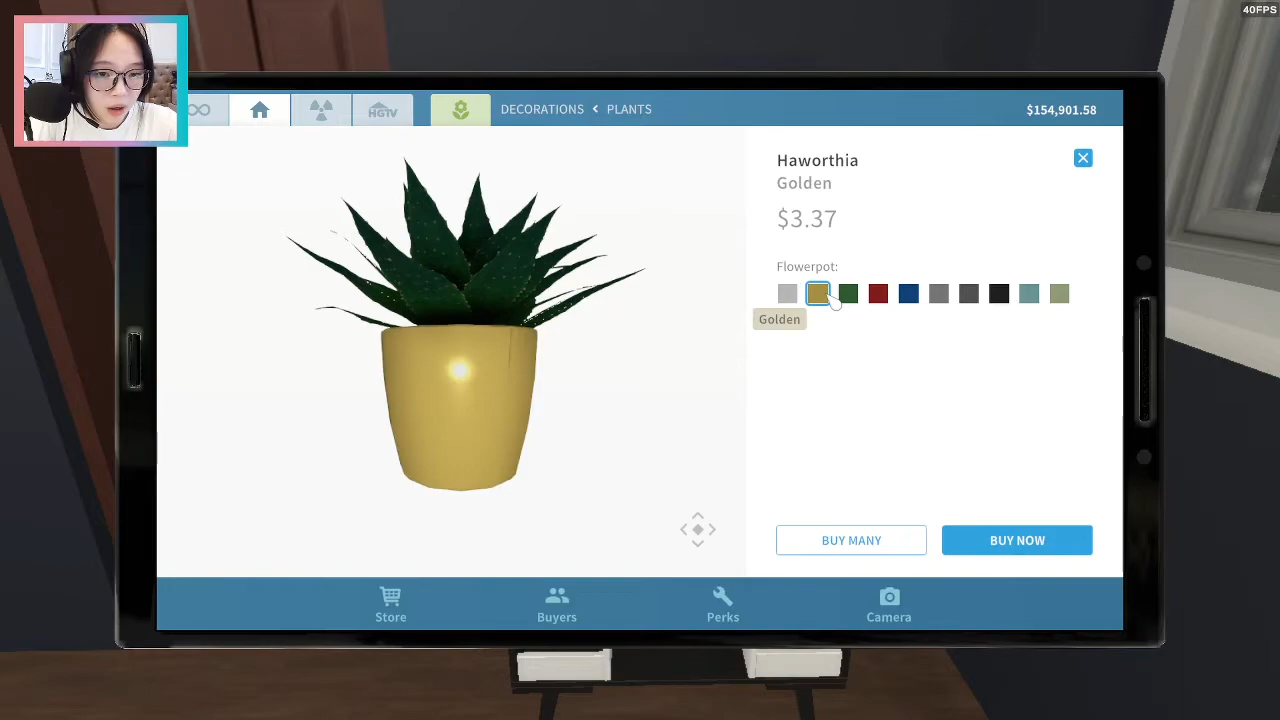 40FPS
HGTV
DECORATIONS < PLANTS
$154,901.58
Haworthia
Golden
$3.37
Flowerpot:
Golden
BUY MANY
BUY NOW
Store
Buyers
Perks
Camera